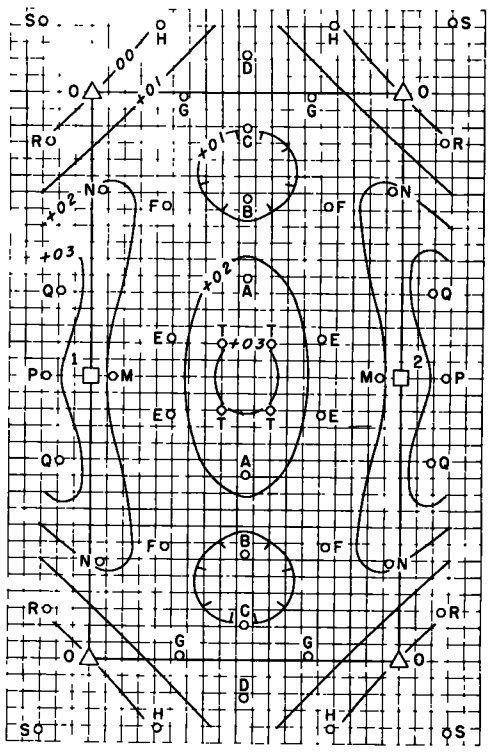 S H H S
D
O 00 O
+01
G G
R +01 C R
N N
+02 F B F
+03 +02
Q A Q
E T T E
+03
1 2
P M M P
E T T E
Q A Q
F B F
N N
R C R
G G
O O
D
S H H S